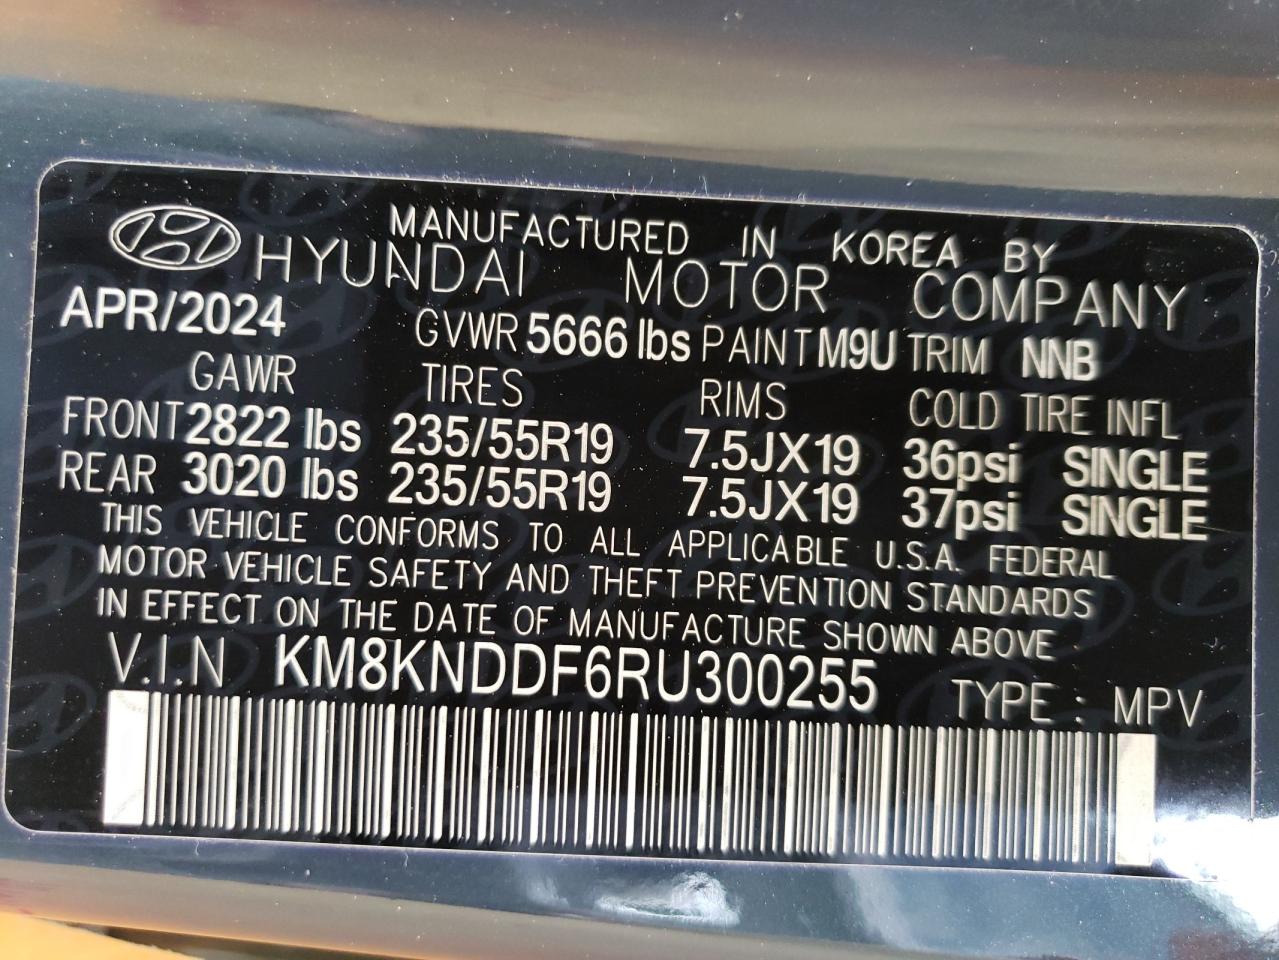 MANUFACTURED IN KOREA BY
HYUNDAI MOTOR COMPANY
APR/2024 GVWR 5666 lbs PAINT M9U TRIM NNB
GAWR TIRES RIMS COLD TIRE INFL
FRONT 2822 lbs 235/55R19 7.5JX19 36psi SINGLE
REAR 3020 lbs 235/55R19 7.5JX19 37psi SINGLE
THIS VEHICLE CONFORMS TO ALL APPLICABLE U.S.A. FEDERAL
MOTOR VEHICLE SAFETY AND THEFT PREVENTION STANDARDS
IN EFFECT ON THE DATE OF MANUFACTURE SHOWN ABOVE
V.I.N KM8KNDDF6RU300255 TYPE : MPV